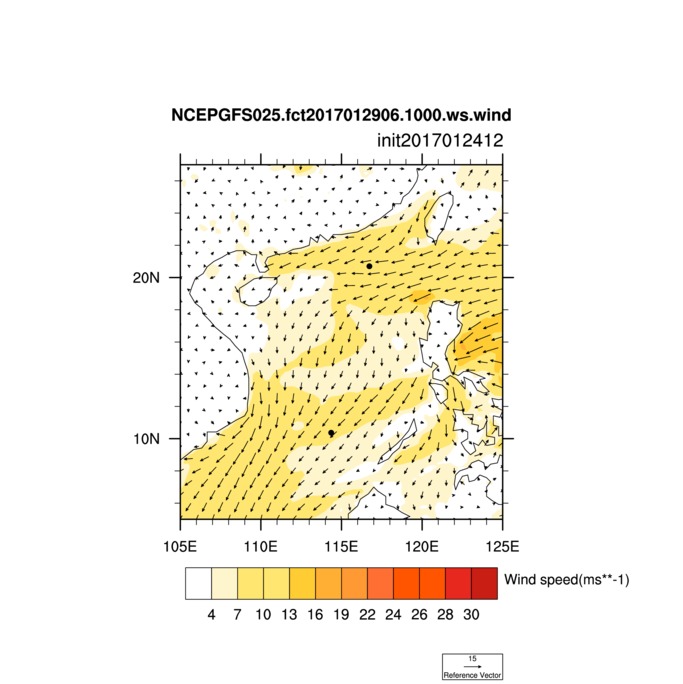 NCEPGFS025.fct2017012906.1000.ws.wind
init2017012412
20N
10N
105E 110E 115E 120E 125E
Wind speed(ms**-1)
4 7 10 13 16 19 22 24 26 28 30
15
Reference Vector